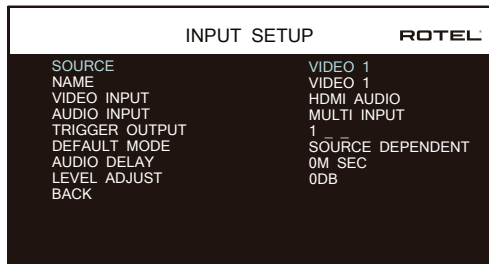 INPUT SETUP ROTEL
SOURCE VIDEO 1
NAME VIDEO 1
VIDEO INPUT HDMI AUDIO
AUDIO INPUT MULTI INPUT
TRIGGER OUTPUT 1 _ _
DEFAULT MODE SOURCE DEPENDENT
AUDIO DELAY 0M SEC
LEVEL ADJUST 0DB
BACK